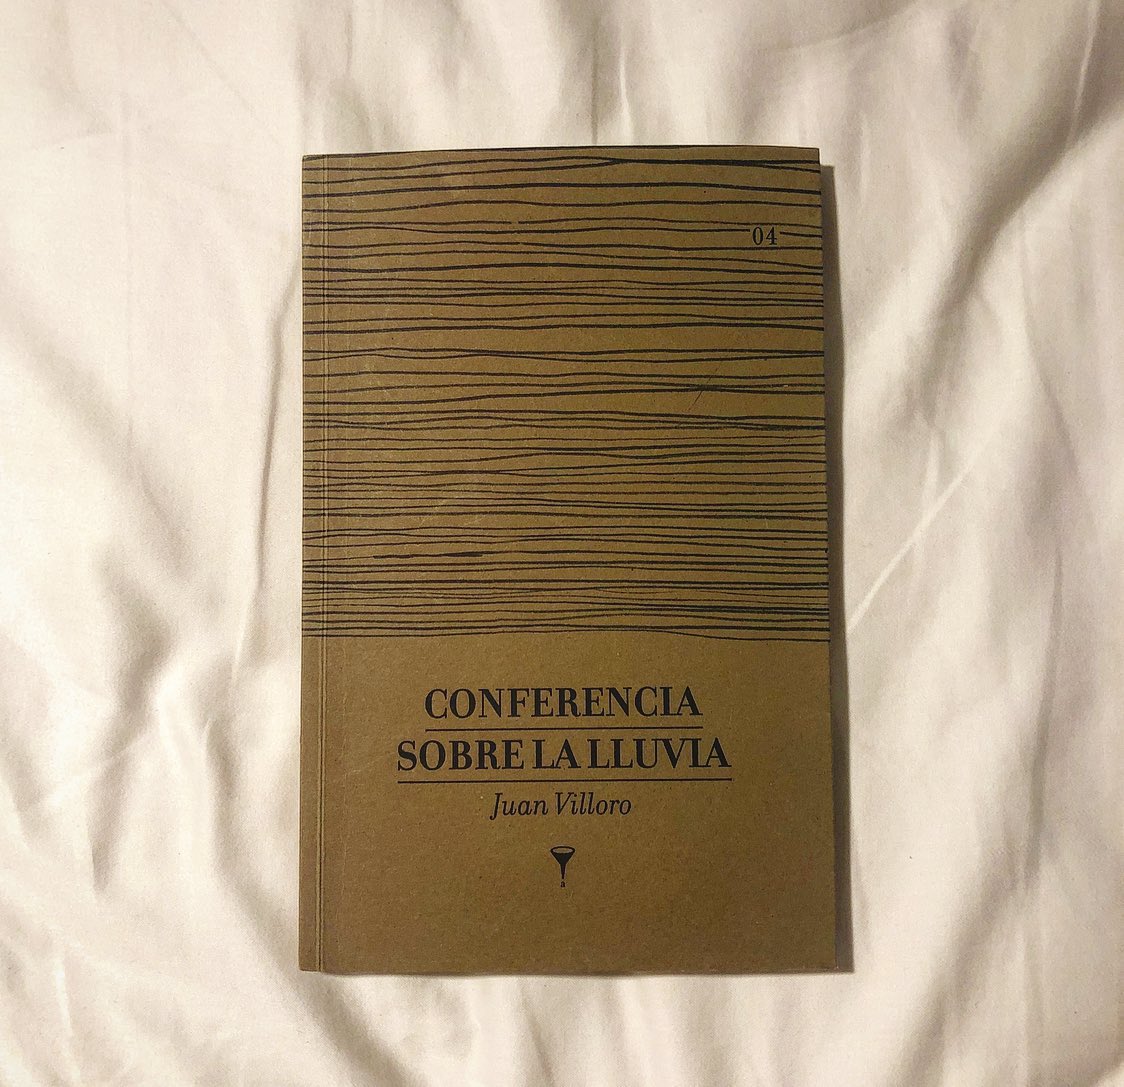 04
CONFERENCIA
SOBRE LA LLUVIA
Juan Villoro
a